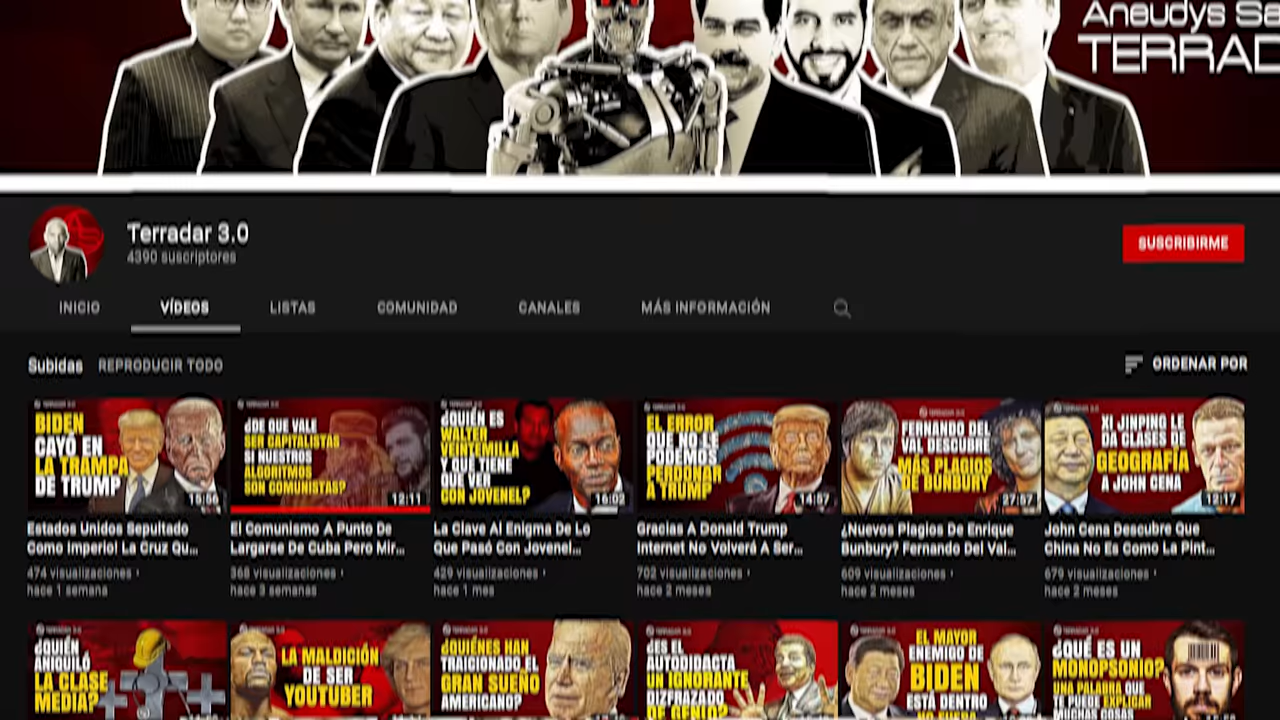 Aneudys Se
TERRAD
Terradar 3.0
4390 suscriptores
SUSCRIBIRME
INICIO
VÍDEOS
LISTAS
COMUNIDAD
CANALES
MÁS INFORMACIÓN
Subidas
REPRODUCIR TODO
ORDENAR POR
BIDEN
CAYÓ EN
LA TRAMPA
DE TRUMP
15:56
¿DE QUE VALE
SER CAPITALISTAS
SI NUESTROS
ALGORITMOS
SON COMUNISTAS?
12:11
¿QUIÉN ES
WALTER
VEINTEMILLA
Y QUE TIENE
QUE VER
CON JOVENEL?
15:02
EL ERROR
QUE NO LE
PODEMOS
PERDONAR
A TRUMP
14:57
FERNANDO DEL
VAL DESCUBRE
MÁS PLAGIOS
DE BUNBURY
27:57
XI JINPING LE
DA CLASES DE
GEOGRAFÍA
A JOHN CENA
12:17
Estados Unidos Sepultado
Como Imperio! La Cruz Qu...
474 visualizaciones ·
hace 1 semana
El Comunismo A Punto De
Largarse De Cuba Pero Mir...
368 visualizaciones ·
hace 3 semanas
La Clave Al Enigma De Lo
Que Pasó Con Jovenel...
429 visualizaciones ·
hace 1 mes
Gracias A Donald Trump
Internet No Volverá A Ser...
702 visualizaciones ·
hace 2 meses
¿Nuevos Plagios De Enrique
Bunbury? Fernando Del Val...
609 visualizaciones ·
hace 2 meses
John Cena Descubre Que
China No Es Como La Pint...
679 visualizaciones ·
hace 2 meses
¿QUIÉN
ANIQUILÓ
LA CLASE
MEDIA?
LA MALDICIÓN
DE SER
YOUTUBER
¿QUIÉNES HAN
TRAICIONADO EL
GRAN SUEÑO
AMERICANO?
¿ES EL
AUTODIDACTA
UN IGNORANTE
DIZFRAZADO
DE GENIO?
EL MAYOR
ENEMIGO DE
BIDEN
ESTÁ DENTRO
¿QUÉ ES UN
MONOPSONIO?
UNA PALABRA QUE
TE PUEDE EXPLICAR
MUCHAS COSAS